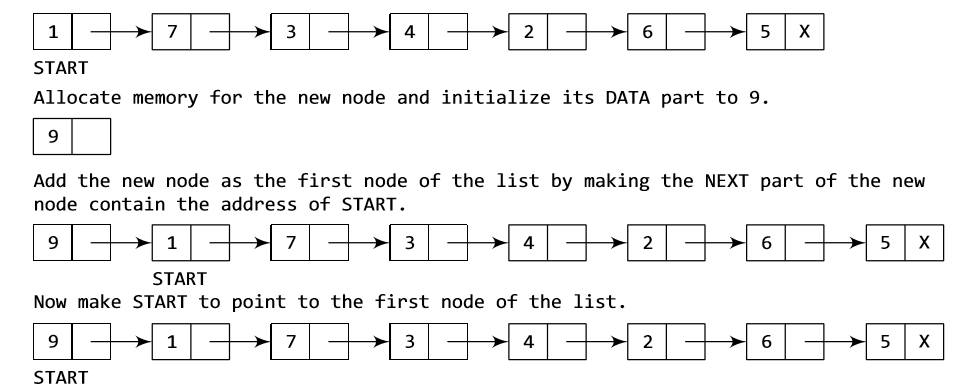 1 7 3 4 2 6 5 X
START
Allocate memory for the new node and initialize its DATA part to 9.
9
Add the new node as the first node of the list by making the NEXT part of the new
node contain the address of START.
9 1 7 3 4 2 6 5 X
START
Now make START to point to the first node of the list.
9 1 7 3 4 2 6 5 X
START